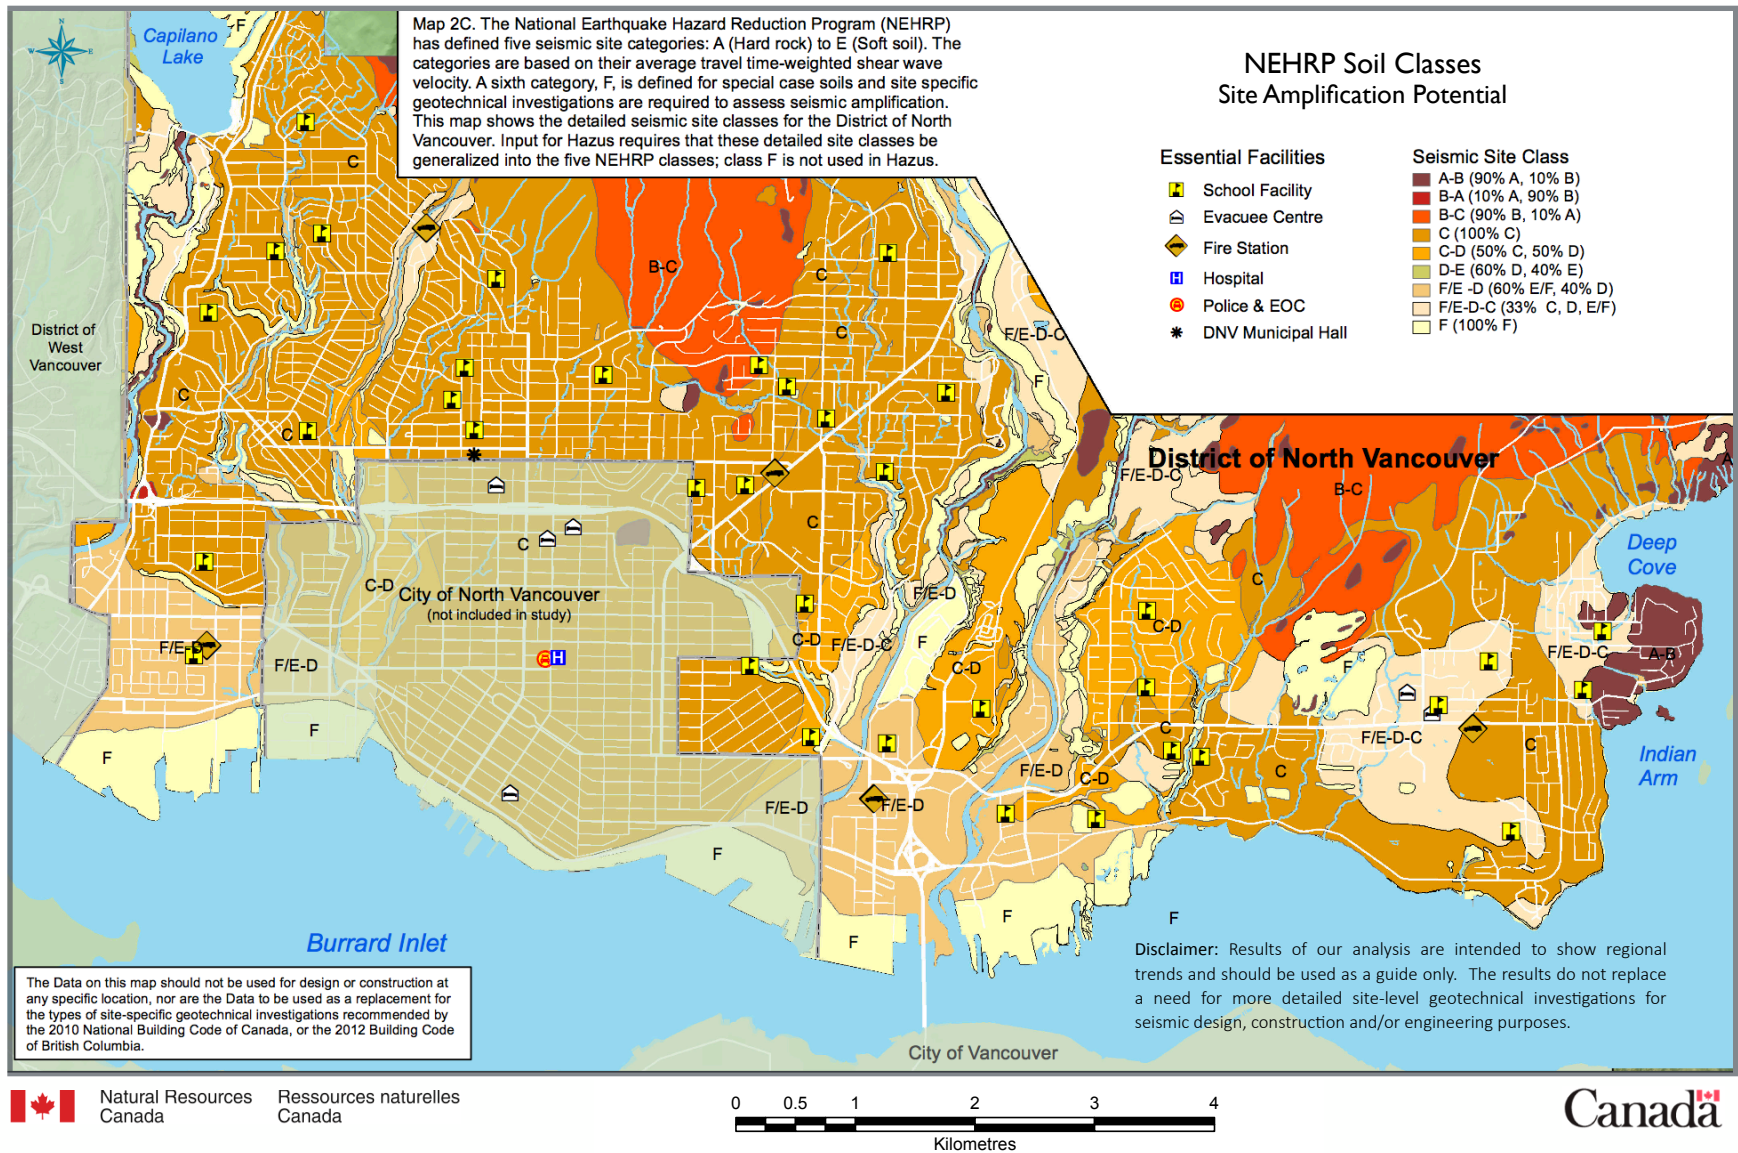 Map 2C. The National Earthquake Hazard Reduction Program (NEHRP)
has defined five seismic site categories: A (Hard rock) to E (Soft soil). The
categories are based on their average travel time-weighted shear wave
velocity. A sixth category, F, is defined for special case soils and site specific
geotechnical investigations are required to assess seismic amplification.
This map shows the detailed seismic site classes for the District of North
Vancouver. Input for Hazus requires that these detailed site classes be
generalized into the five NEHRP classes; class F is not used in Hazus.
NEHRP Soil Classes
Site Amplification Potential
Essential Facilities
School Facility
Evacuee Centre
Fire Station
H Hospital
Police & EOC
DNV Municipal Hall
Seismic Site Class
A-B (90% A, 10% B)
B-A (10% A, 90% B)
B-C (90% B, 10% A)
C (100% C)
C-D (50% C, 50% D)
D-E (60% D, 40% E)
F/E -D (60% E/F, 40% D)
F/E-D-C (33% C, D, E/F)
F (100% F)
N
W E
S
Capilano
Lake
F
C
B-C
C
C
F/E-D-C
F
District of
West
Vancouver
C
C
District of North Vancouver
F/E-D-C
B-C
A
C
C
C-D
City of North Vancouver
(not included in study)
F/E-D
C
Deep
Cove
C-D
F/E-D
F/E-D
H
C-D
F/E-D-C
F
C-D
F
F/E-D-C
A-B
F
F
C
F/E-D-C
C
Indian
Arm
F/E-D
C-D
C
F/E-D
F/E-D
F
F
F
F
Burrard Inlet
The Data on this map should not be used for design or construction at
any specific location, nor are the Data to be used as a replacement for
the types of site-specific geotechnical investigations recommended by
the 2010 National Building Code of Canada, or the 2012 Building Code
of British Columbia.
Disclaimer: Results of our analysis are intended to show regional
trends and should be used as a guide only. The results do not replace
a need for more detailed site-level geotechnical investigations for
seismic design, construction and/or engineering purposes.
City of Vancouver
Natural Resources
Canada
Ressources naturelles
Canada
0 0.5 1 2 3 4
Kilometres
Canada